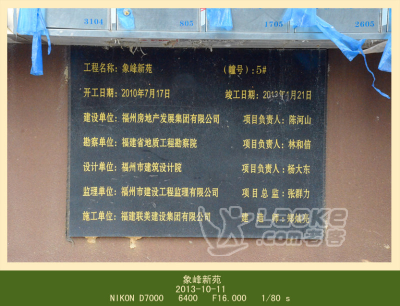 3104
804
1705
2605
工程名称：象峰新苑 （幢号）：5#
开工日期：2010年7月17日 竣工日期：2013年1月21日
建设单位：福州房地产发展集团有限公司 项目负责人：陈河山
勘察单位：福建省地质工程勘察院 项目负责人：林和信
设计单位：福州市建筑设计院 项目负责人：杨大东
监理单位：福州市建设工程监理有限公司 项目总监：张群力
施工单位：福建联美建设集团有限公司 建造师：
象峰新苑
2013-10-11
NIKON D7000 6400 F16.000 1/80 s